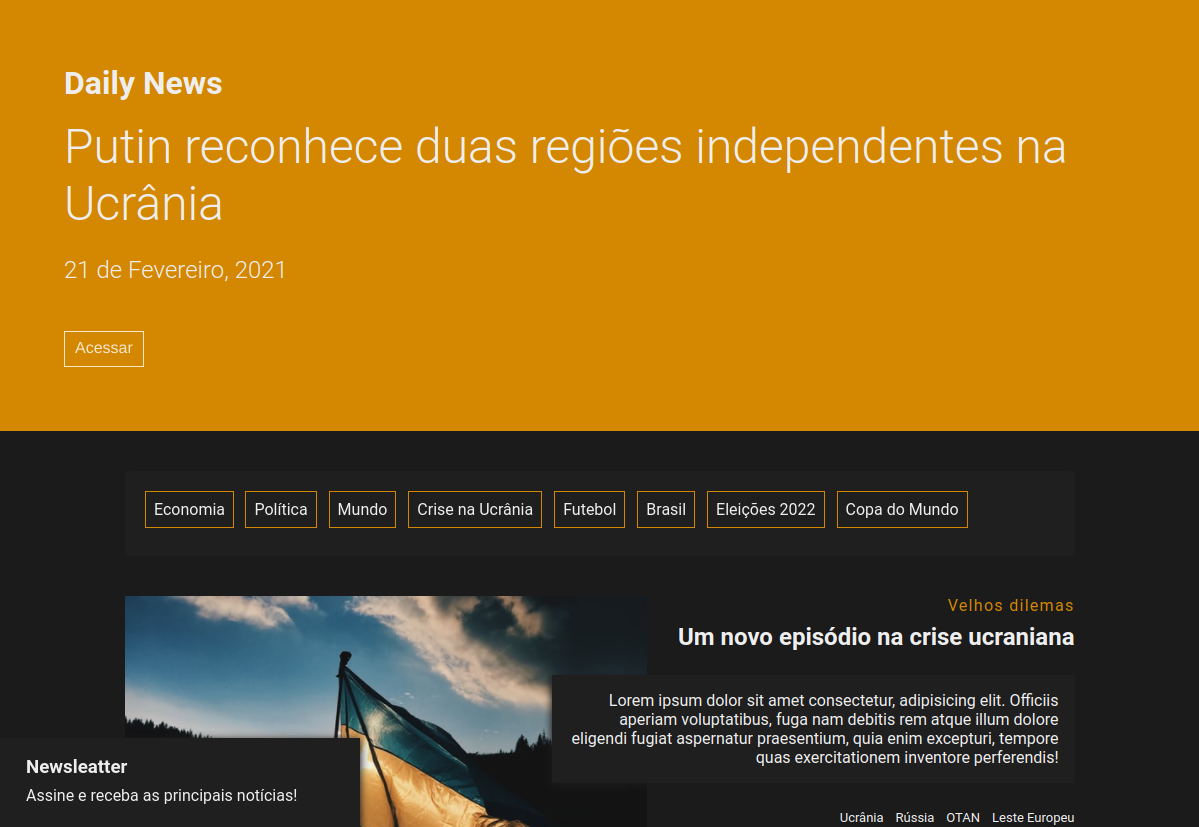 Daily News
Putin reconhece duas regiões independentes na
Ucrânia
21 de Fevereiro, 2021
Acessar
Economia Política Mundo Crise na Ucrânia Futebol Brasil Eleições 2022 Copa do Mundo
Velhos dilemas
Um novo episódio na crise ucraniana
Lorem ipsum dolor sit amet consectetur, adipisicing elit. Officiis
aperiam voluptatibus, fuga nam debitis rem atque illum dolore
eligendi fugiat aspernatur praesentium, quia enim excepturi, tempore
quas exercitationem inventore perferendis!
Ucrânia Rússia OTAN Leste Europeu
Newsleatter
Assine e receba as principais notícias!